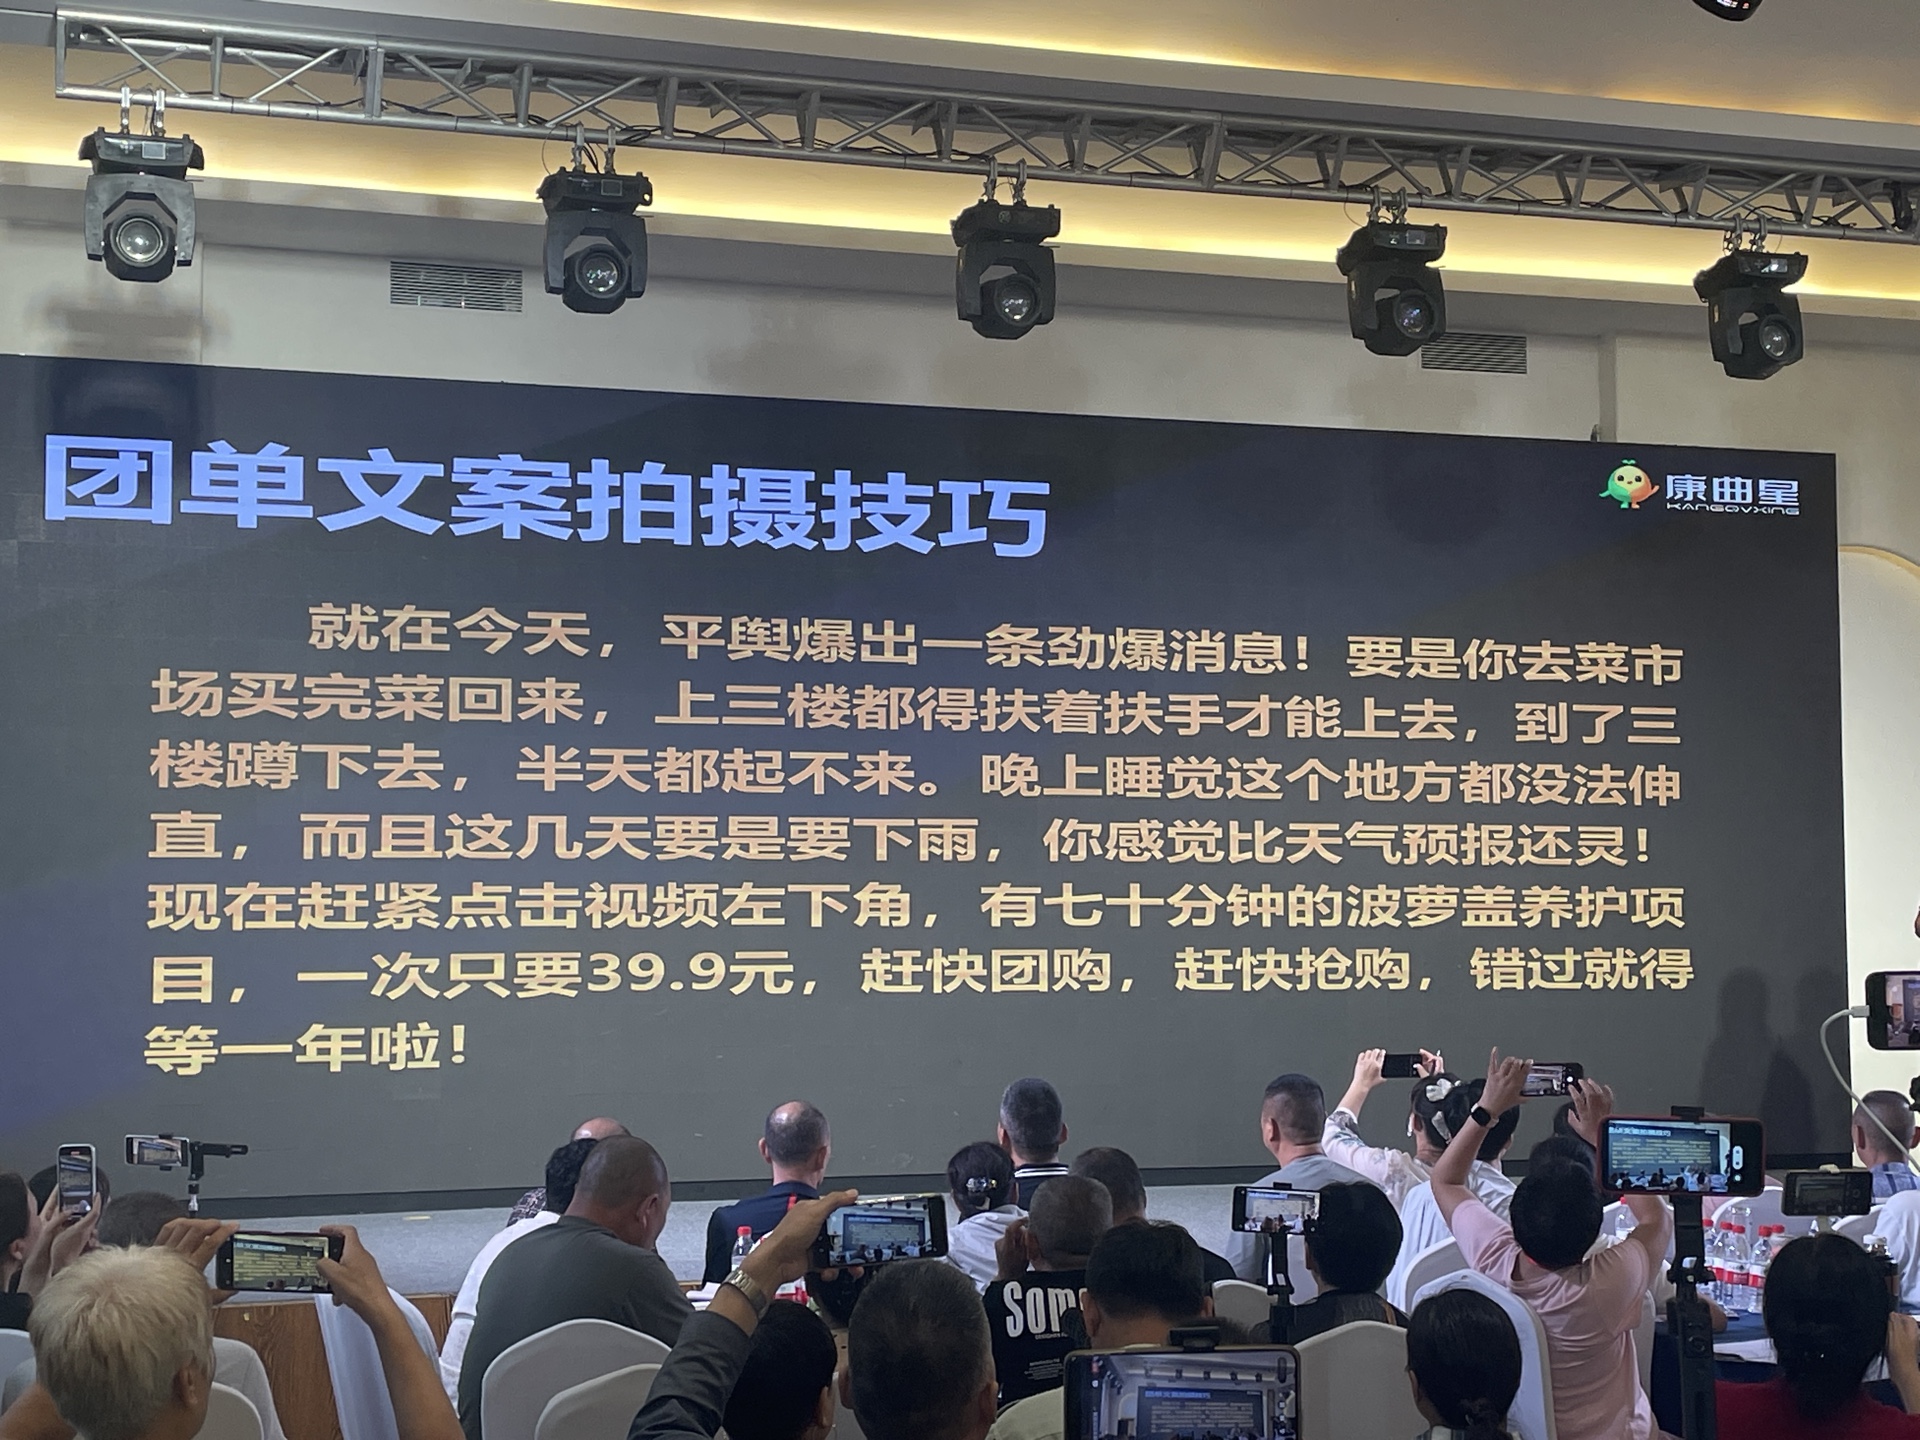 团单文案拍摄技巧
康曲星
KANGQVXING
就在今天，平舆爆出一条劲爆消息！要是你去菜市
场买完菜回来，上三楼都得扶着扶手才能上去，到了三
楼蹲下去，半天都起不来。晚上睡觉这个地方都没法伸
直，而且这几天要是要下雨，你感觉比天气预报还灵！
现在赶紧点击视频左下角，有七十分钟的波萝盖养护项
目，一次只要39.9元，赶快团购，赶快抢购，错过就得
等一年啦！